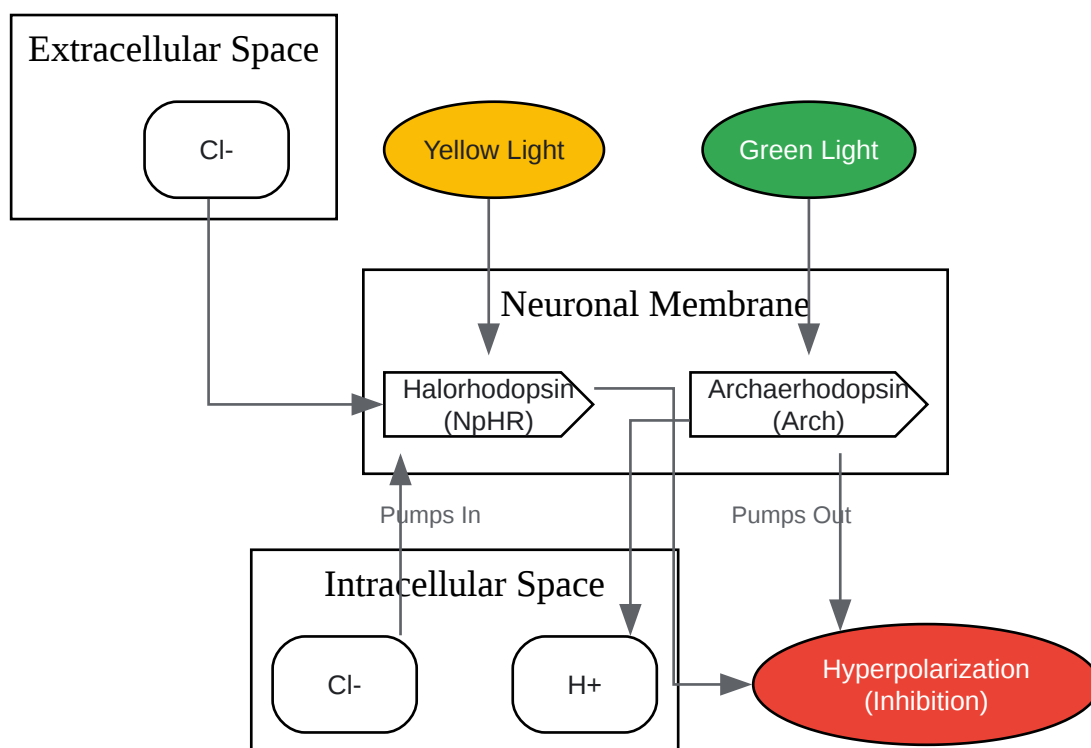 Extracellular Space
Cl-
Yellow Light
Green Light
Neuronal Membrane
Halorhodopsin
(NpHR)
Archaerhodopsin
(Arch)
Pumps In
Pumps Out
Intracellular Space
Cl-
H+
Hyperpolarization
(Inhibition)